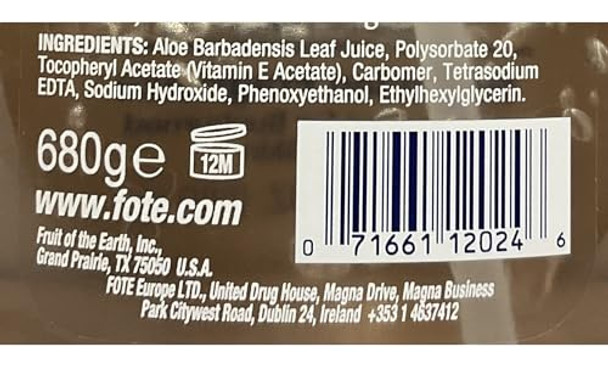 INGREDIENTS: Aloe Barbadensis Leaf Juice, Polysorbate 20,
Tocopheryl Acetate (Vitamin E Acetate), Carbomer, Tetrasodium
EDTA, Sodium Hydroxide, Phenoxyethanol, Ethylhexylglycerin.
680g℮
12M
www.fote.com
0 71661 12024 6
Fruit of the Earth, Inc.,
Grand Prairie, TX 75050 U.S.A.
FOTE Europe LTD., United Drug House, Magna Drive, Magna Business
Park Citywest Road, Dublin 24, Ireland +353 1 4637412